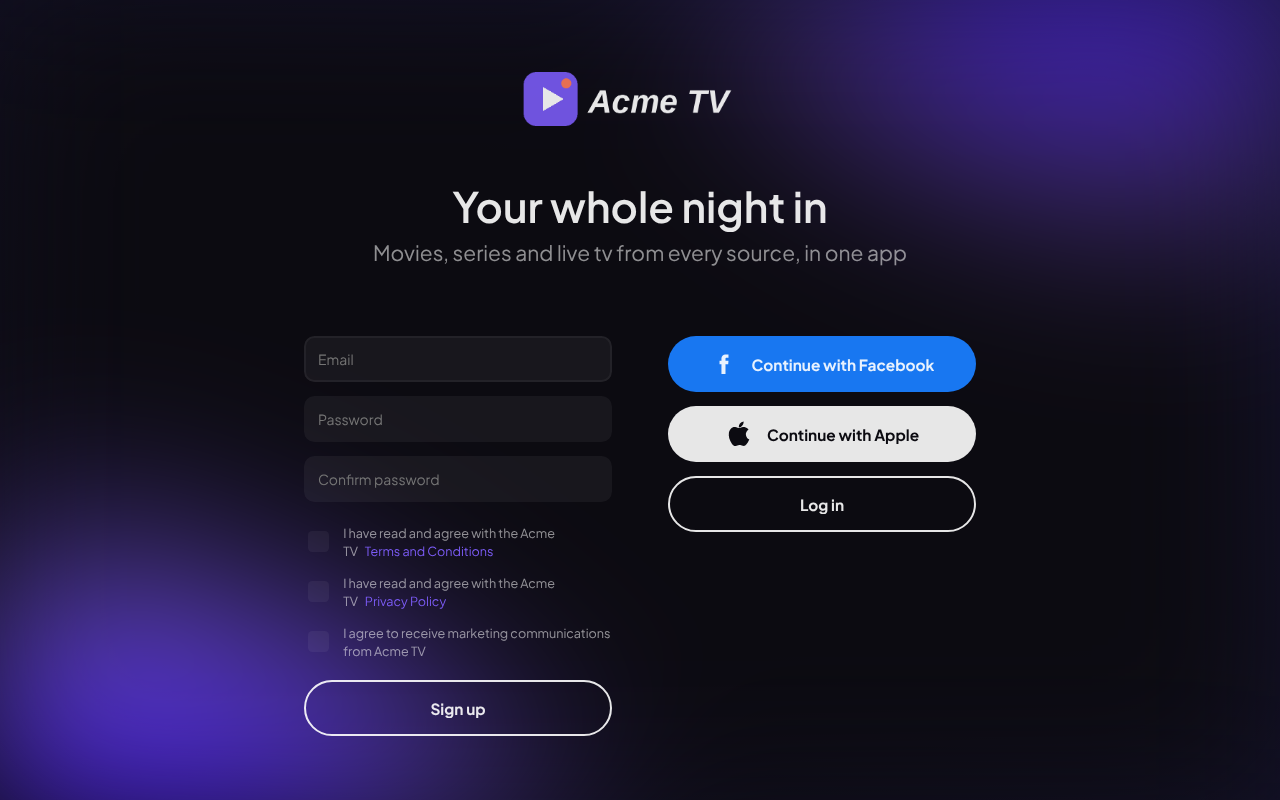 Acme TV
Your whole night in
Movies, series and live tv from every source, in one app
Email
Password
Confirm password
I have read and agree with the Acme
TV Terms and Conditions
I have read and agree with the Acme
TV Privacy Policy
I agree to receive marketing communications
from Acme TV
Sign up
Continue with Facebook
Continue with Apple
Log in